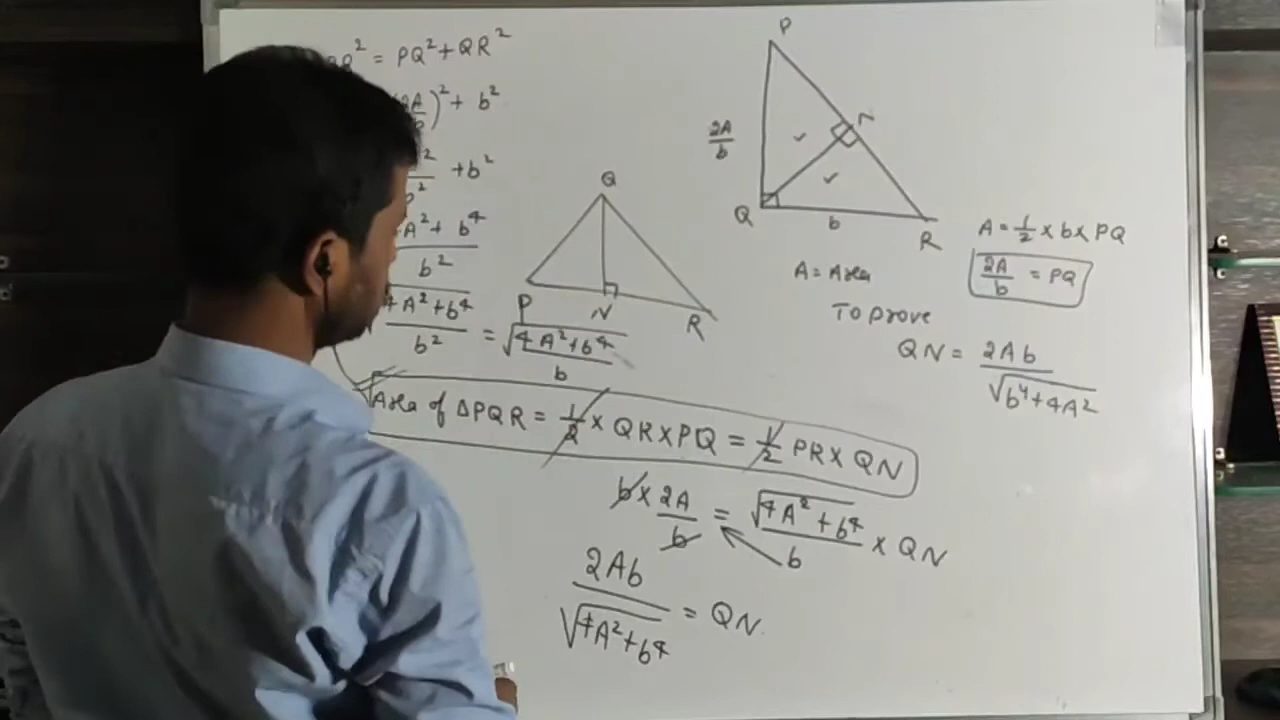 = PQ² + QR²
)² + b²
+ b²
A² + b⁴
b²
4A² + b⁴ / b² = √4A² + b⁴ / b
Q
P N R
P
N
2A/b
Q b R
A = Area
A = 1/2 × b × PQ
2A/b = PQ
To prove
QN = 2Ab / √b⁴ + 4A²
Area of ΔPQR = 1/2 × QR × PQ = 1/2 PR × QN
b × 2A/b = √4A² + b⁴ / b × QN
2Ab / √4A² + b⁴ = QN.